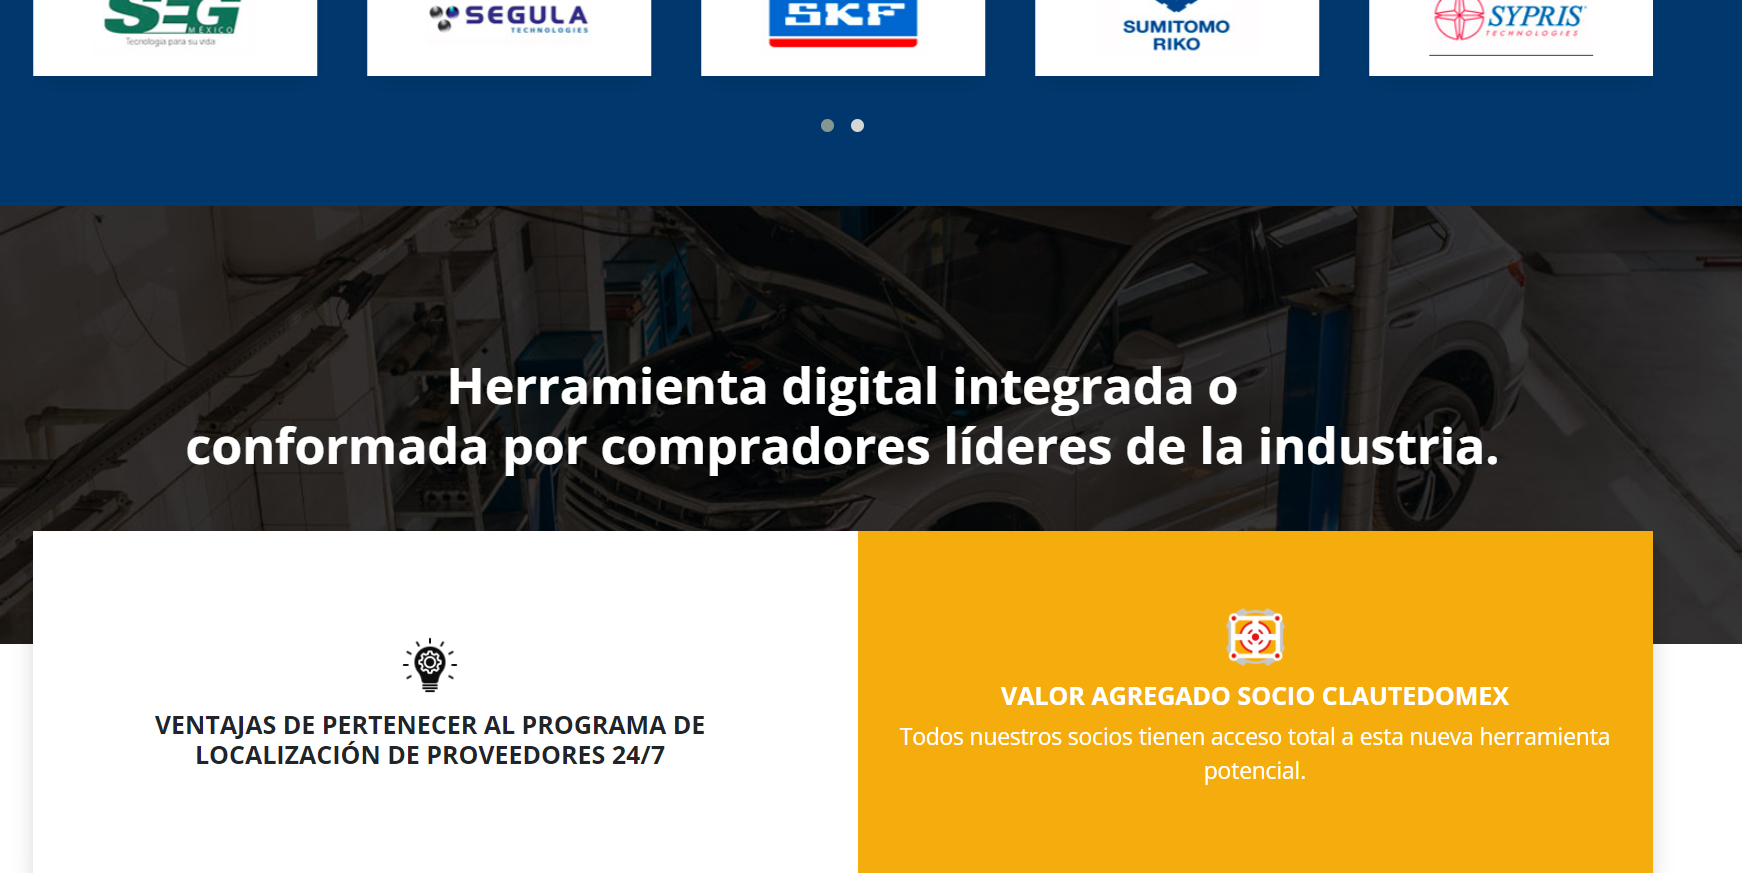 SEG
MÉXICO
Tecnología para su vida
SEGULA
TECHNOLOGIES
SKF
SUMITOMO
RIKO
SYPRIS
TECHNOLOGIES
Herramienta digital integrada o
conformada por compradores líderes de la industria.
VENTAJAS DE PERTENECER AL PROGRAMA DE
LOCALIZACIÓN DE PROVEEDORES 24/7
VALOR AGREGADO SOCIO CLAUTEDOMEX
Todos nuestros socios tienen acceso total a esta nueva herramienta
potencial.